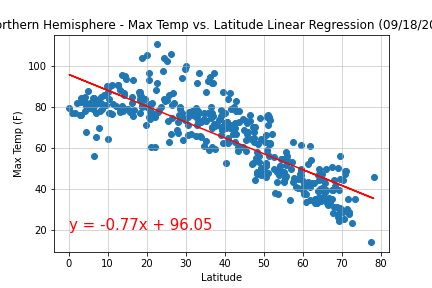 orthern Hemisphere - Max Temp vs. Latitude Linear Regression (09/18/20
100
80
60
40
20
Max Temp (F)
y = -0.77x + 96.05
0 10 20 30 40 50 60 70 80
Latitude